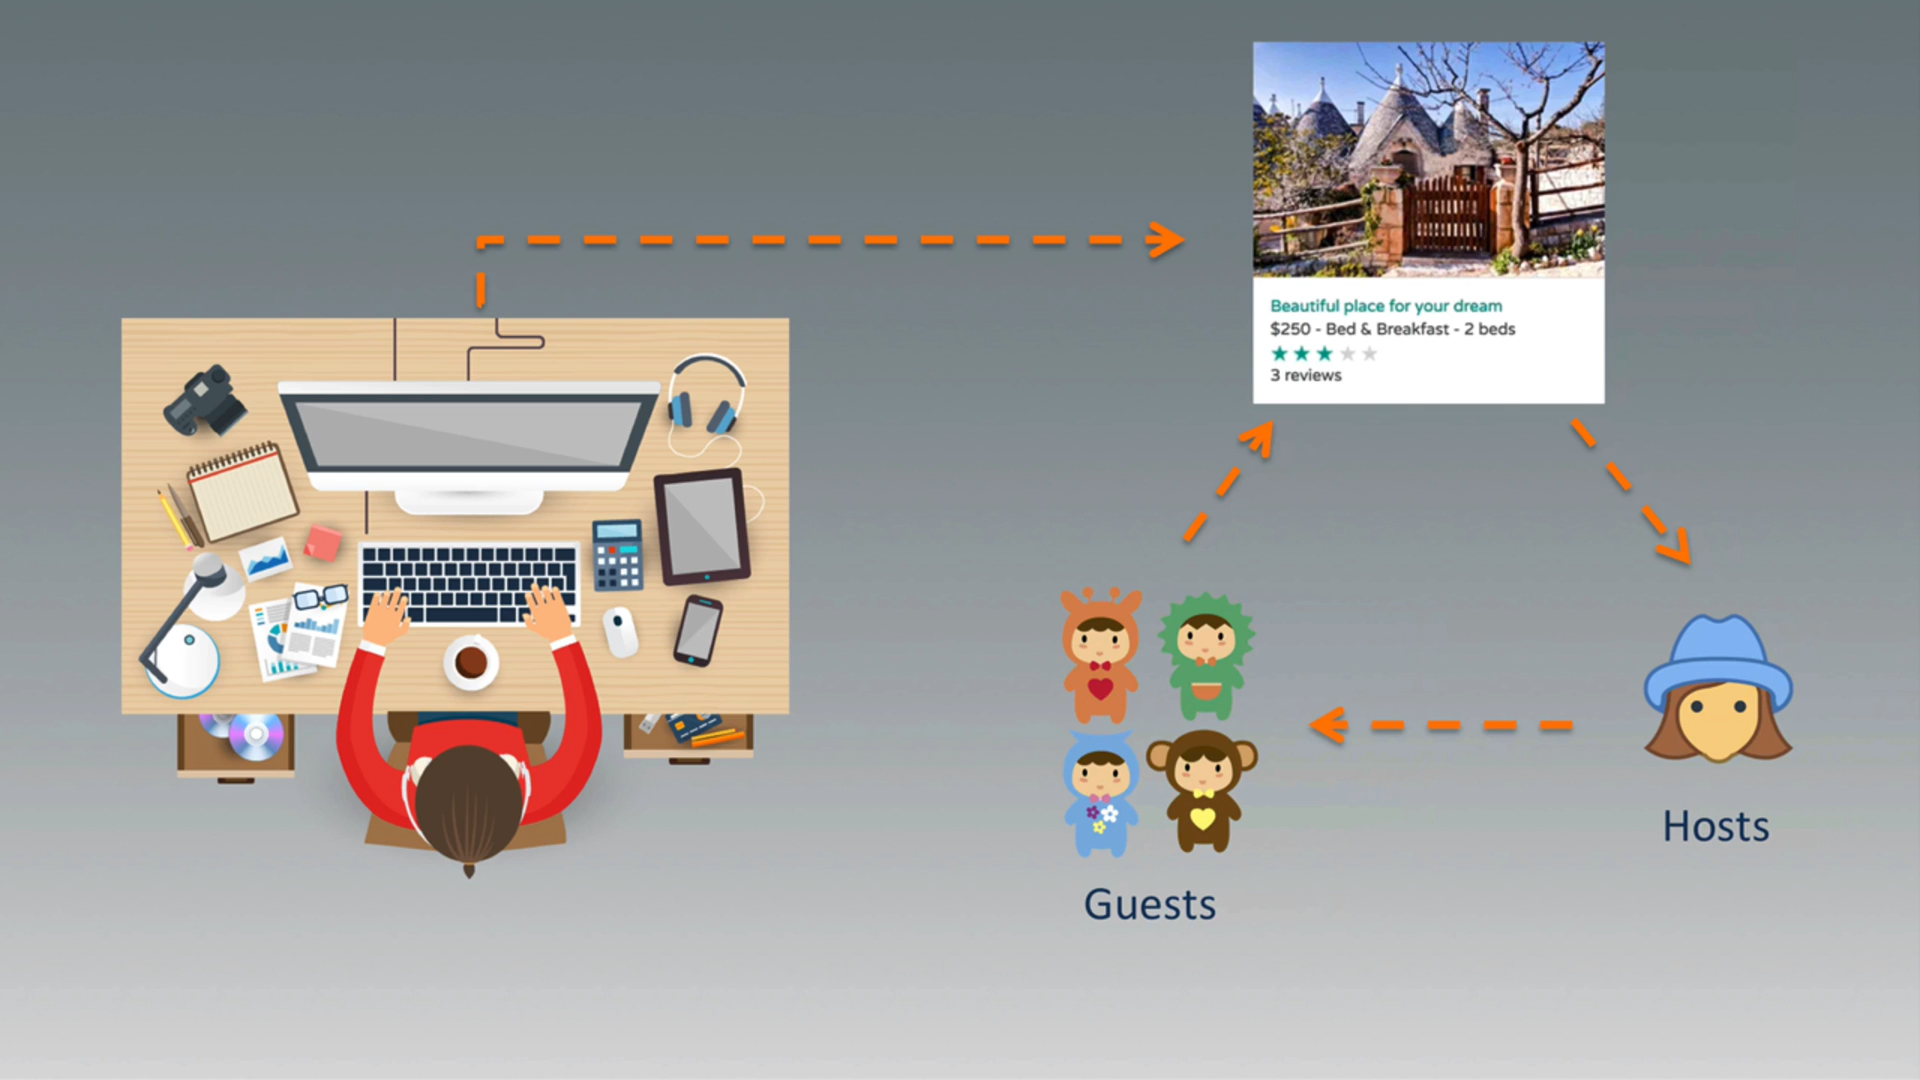 Beautiful place for your dream
$250 - Bed & Breakfast - 2 beds
3 reviews
Hosts
Guests